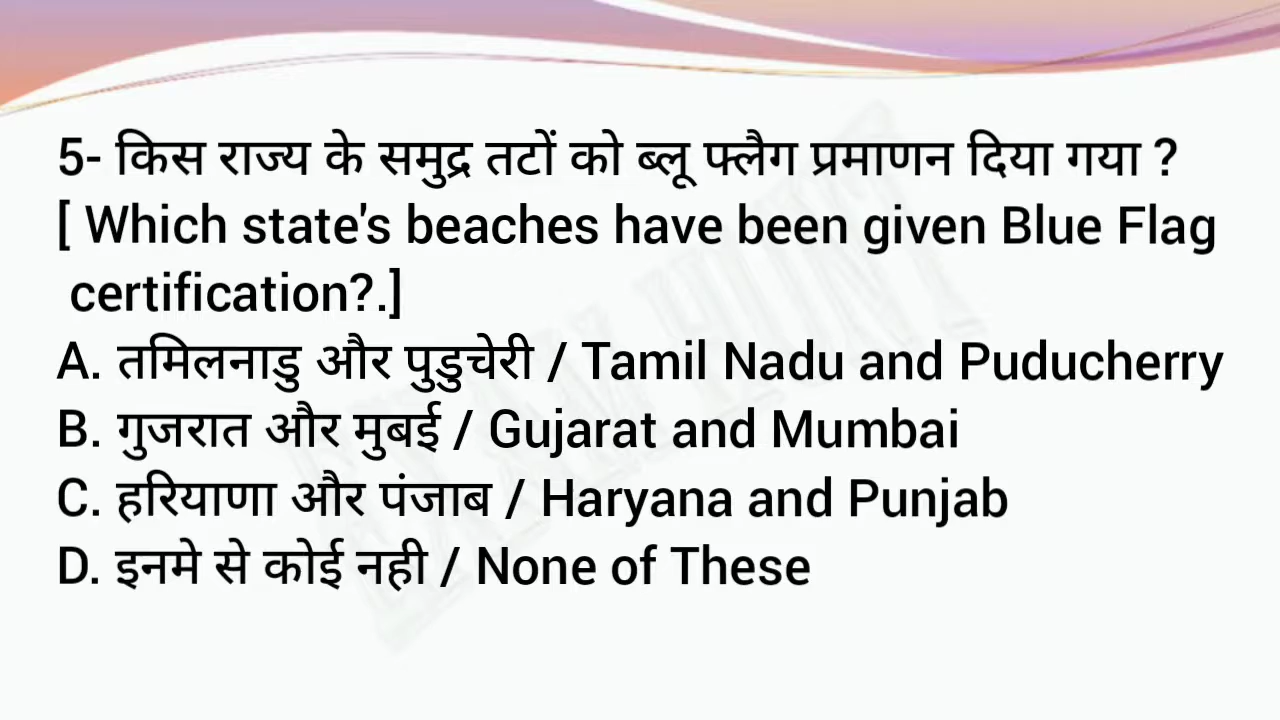 5- किस राज्य के समुद्र तटों को ब्लू फ्लैग प्रमाणन दिया गया ?
[ Which state's beaches have been given Blue Flag
certification?.]
A. तमिलनाडु और पुडुचेरी / Tamil Nadu and Puducherry
B. गुजरात और मुबई / Gujarat and Mumbai
C. हरियाणा और पंजाब / Haryana and Punjab
D. इनमे से कोई नही / None of These